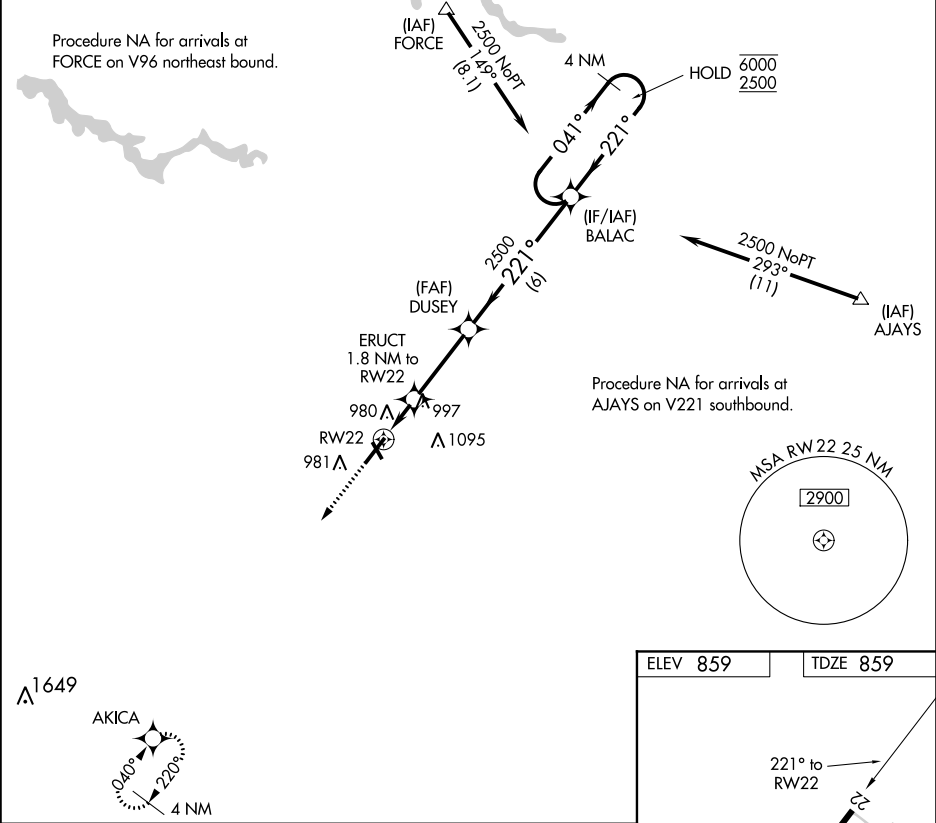 Procedure NA for arrivals at
FORCE on V96 northeast bound.
(IAF)
FORCE
2500 NoPT
149°
(8.1)
4 NM
HOLD
6000
2500
041°
221°
(IF/IAF)
BALAC
2500
221°
(6)
2500 NoPT
293°
(11)
(IAF)
AJAYS
(FAF)
DUSEY
ERUCT
1.8 NM to
RW22
980
997
RW22
1095
981
Procedure NA for arrivals at
AJAYS on V221 southbound.
MSA RW22 25 NM
2900
1649
AKICA
040°
220°
4 NM
ELEV 859
TDZE 859
221° to
RW22
22